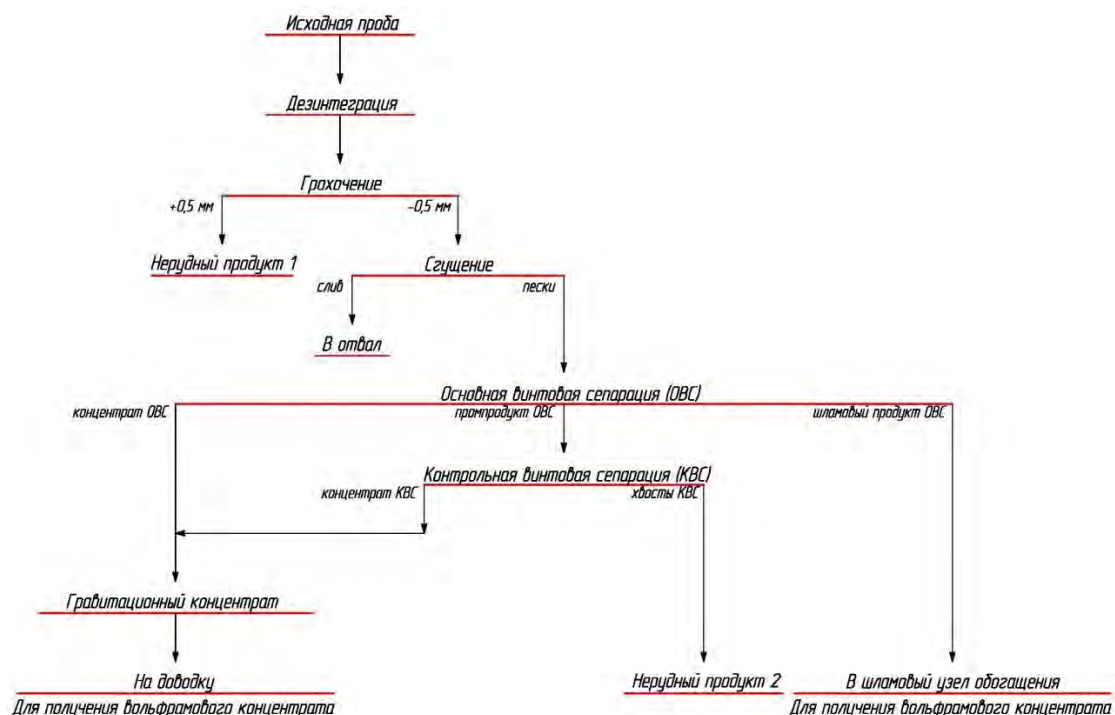 Исходная проба
Дезинтеграция
Грохочение
+0,5 мм
-0,5 мм
Нерудный продукт 1
Сгущение
слив
пески
В отвал
Основная винтовая сепарация (ОВС)
концентрат ОВС
промпродукт ОВС
шламовый продукт ОВС
Контрольная винтовая сепарация (КВС)
концентрат КВС
хвосты КВС
Гравитационный концентрат
На доводку
Для получения вольфрамового концентрата
Нерудный продукт 2
В шламовый узел обогащения
Для получения вольфрамового концентрата